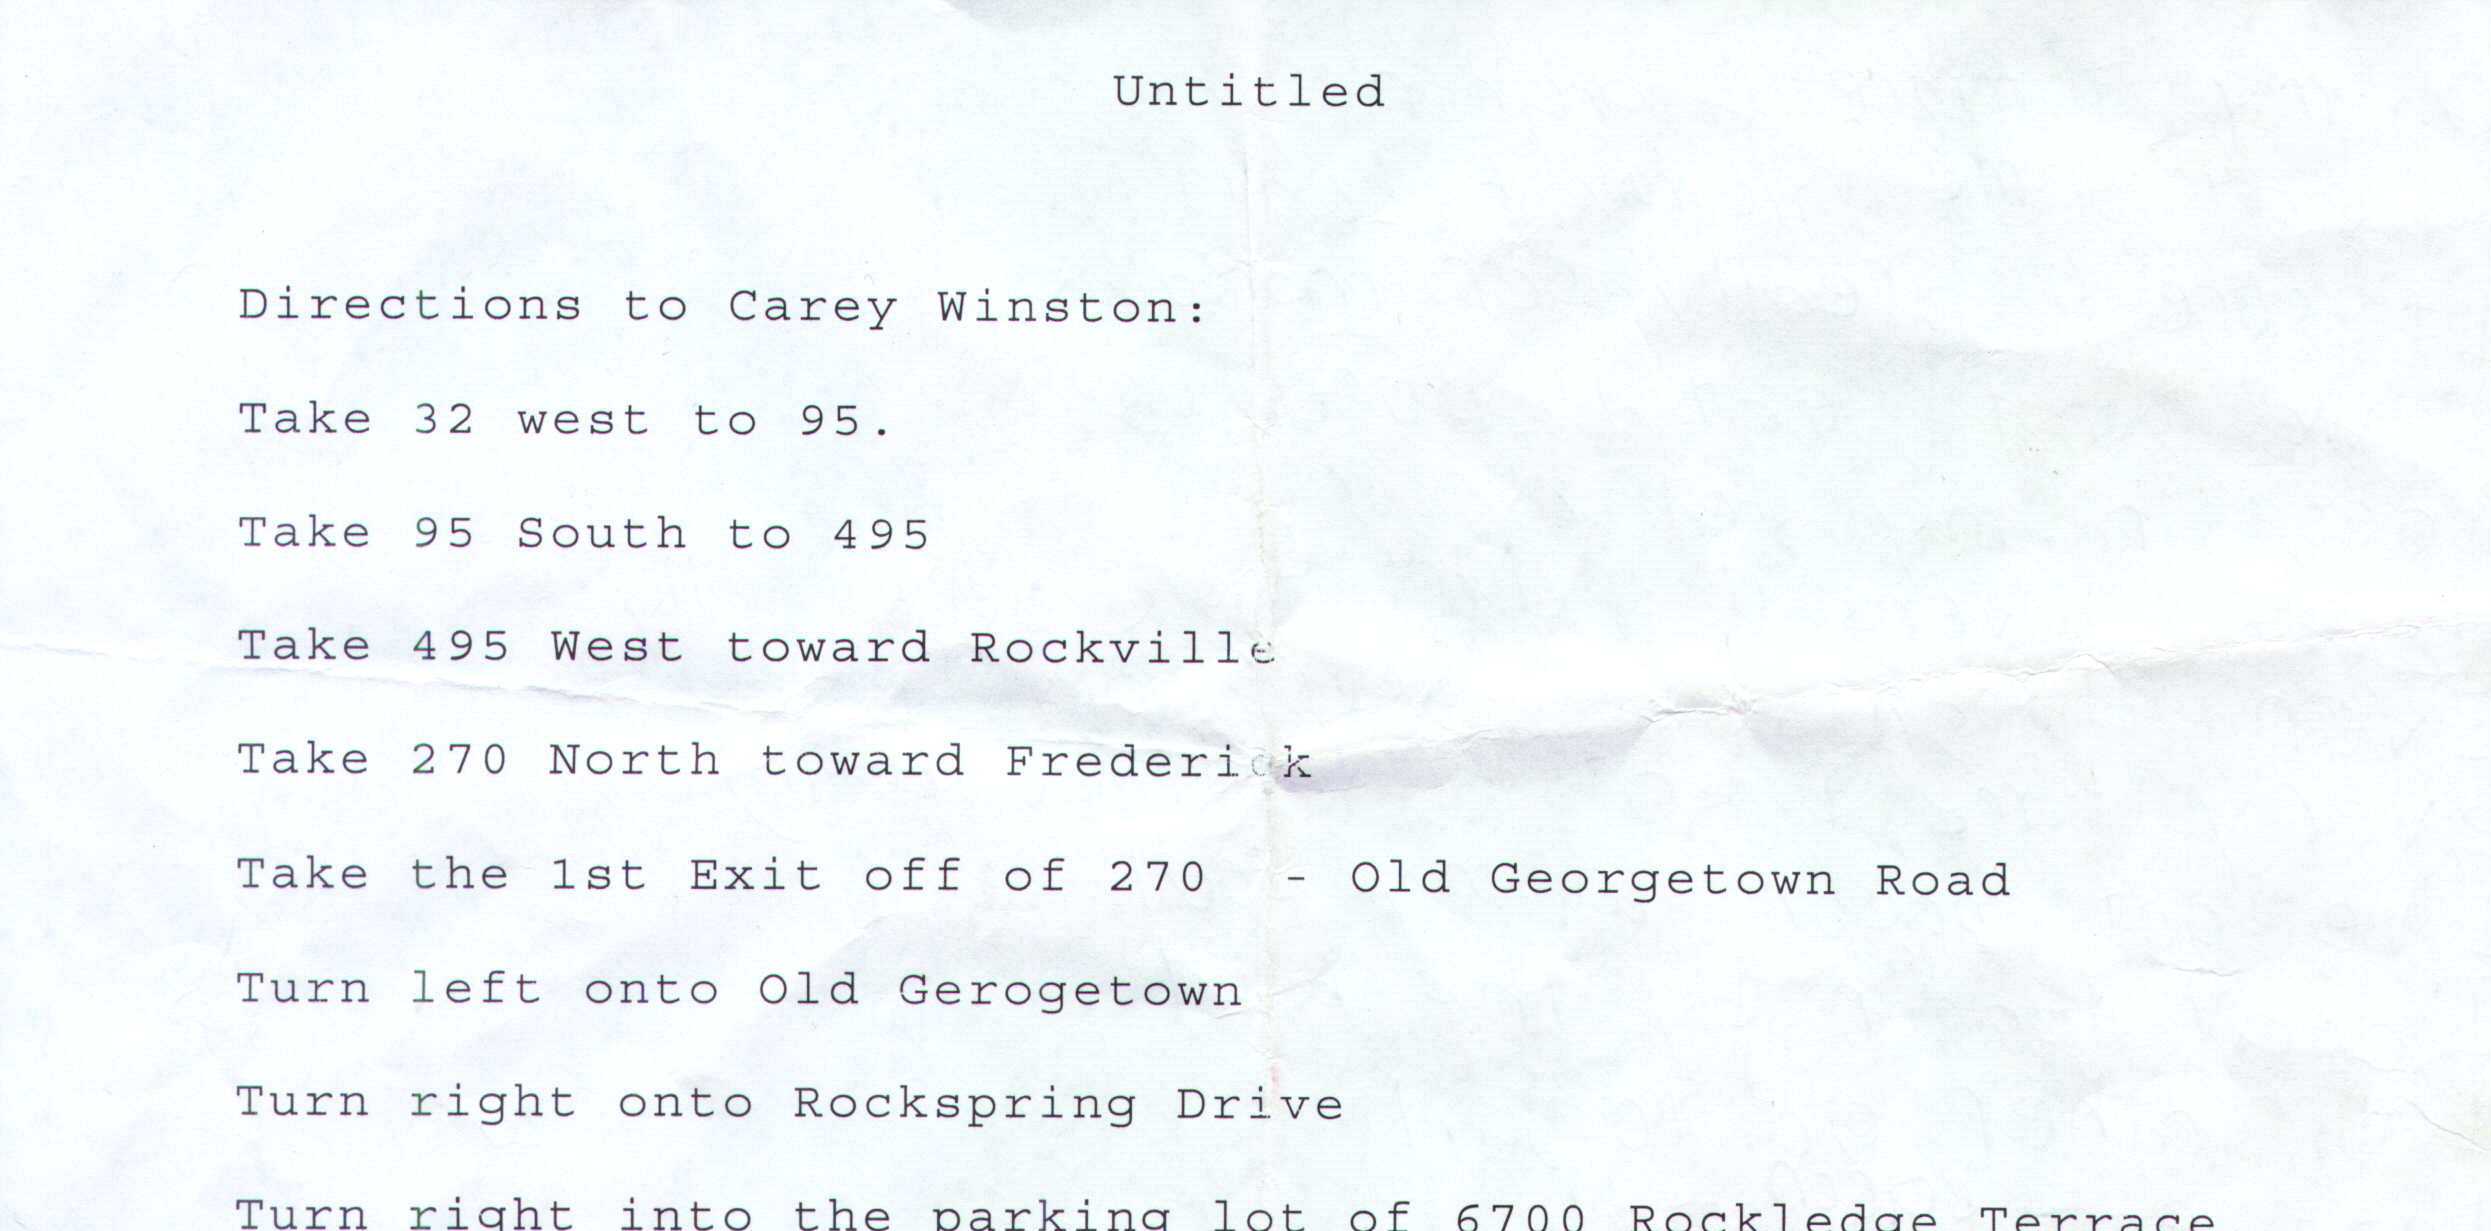 Untitled
Directions to Carey Winston:
Take 32 west to 95.
Take 95 South to 495
Take 495 West toward Rockville
Take 270 North toward Frederick
Take the 1st Exit off of 270 - Old Georgetown Road
Turn left onto Old Gerogetown
Turn right onto Rockspring Drive
Turn right into the parking lot of 6700 Rockledge Terrace